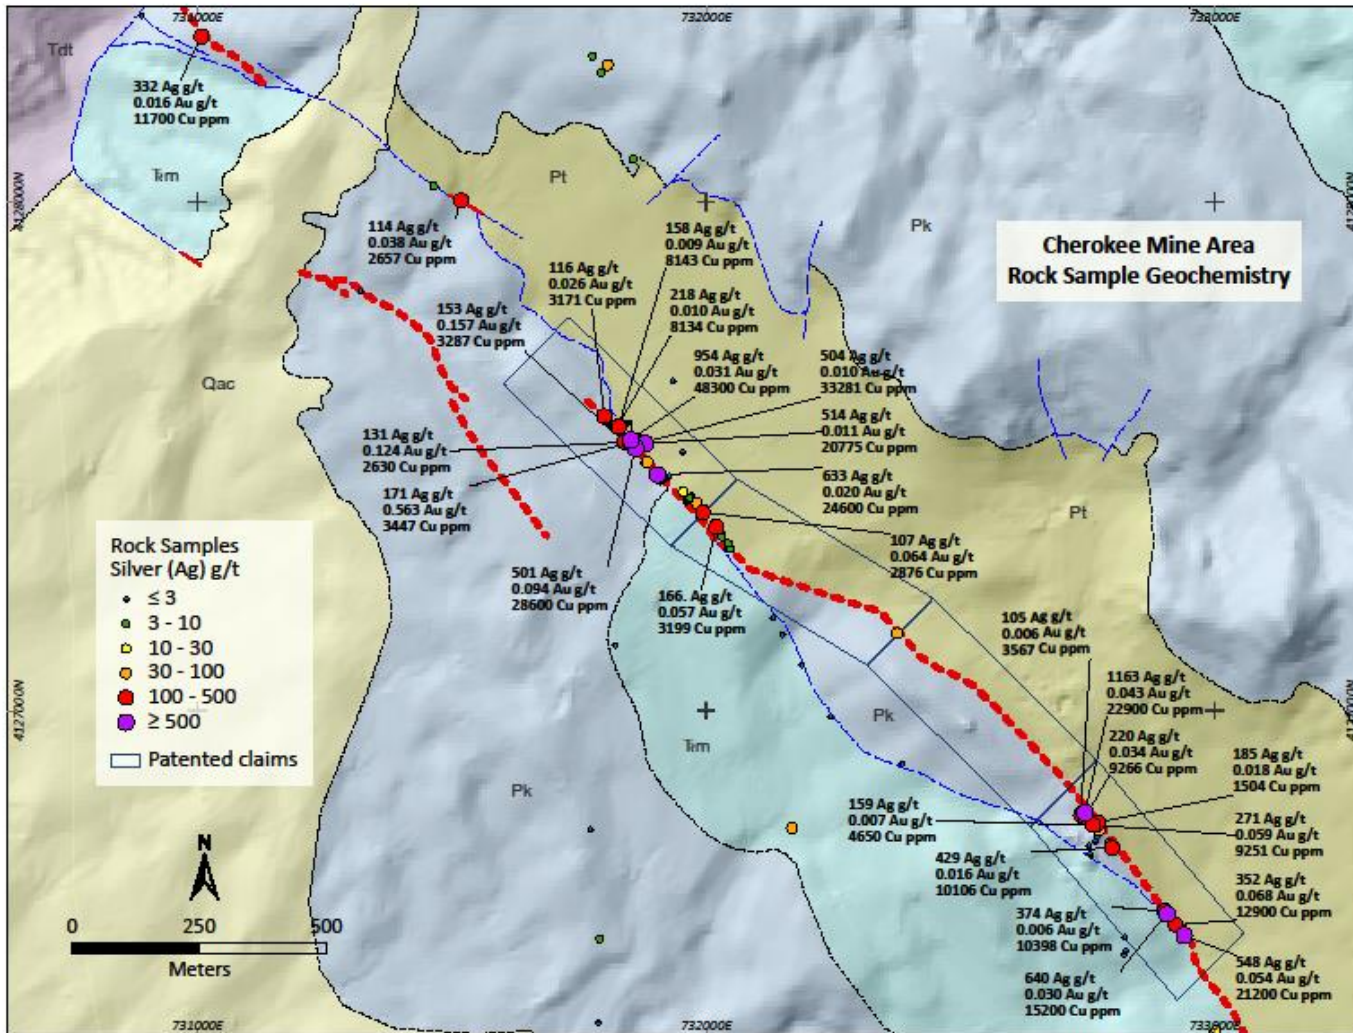 731000E
732000E
733000E
Tdt
332 Ag g/t
0.016 Au g/t
11700 Cu ppm
Tim
Pt
Pk
4128000N
4128000N
Cherokee Mine Area
Rock Sample Geochemistry
114 Ag g/t
0.038 Au g/t
2657 Cu ppm
158 Ag g/t
0.009 Au g/t
8143 Cu ppm
116 Ag g/t
0.026 Au g/t
3171 Cu ppm
218 Ag g/t
0.010 Au g/t
8134 Cu ppm
153 Ag g/t
0.157 Au g/t
3287 Cu ppm
954 Ag g/t
0.031 Au g/t
48300 Cu ppm
504 Ag g/t
0.010 Au g/t
33281 Cu ppm
Qac
514 Ag g/t
0.011 Au g/t
20775 Cu ppm
131 Ag g/t
0.124 Au g/t
2630 Cu ppm
633 Ag g/t
0.020 Au g/t
24600 Cu ppm
171 Ag g/t
0.563 Au g/t
3447 Cu ppm
Pt
107 Ag g/t
0.064 Au g/t
2876 Cu ppm
501 Ag g/t
0.094 Au g/t
28600 Cu ppm
166. Ag g/t
0.057 Au g/t
3199 Cu ppm
105 Ag g/t
0.006 Au g/t
3567 Cu ppm
Rock Samples
Silver (Ag) g/t
≤ 3
3 - 10
10 - 30
30 - 100
100 - 500
≥ 500
Patented claims
1163 Ag g/t
0.043 Au g/t
22900 Cu ppm
Pk
220 Ag g/t
0.034 Au g/t
9266 Cu ppm
185 Ag g/t
0.018 Au g/t
1504 Cu ppm
Pk
159 Ag g/t
0.007 Au g/t
4650 Cu ppm
271 Ag g/t
0.059 Au g/t
9251 Cu ppm
429 Ag g/t
0.016 Au g/t
10106 Cu ppm
352 Ag g/t
0.068 Au g/t
12900 Cu ppm
374 Ag g/t
0.006 Au g/t
10398 Cu ppm
548 Ag g/t
0.054 Au g/t
21200 Cu ppm
640 Ag g/t
0.030 Au g/t
15200 Cu ppm
N
0 250 500
Meters
731000E
732000E